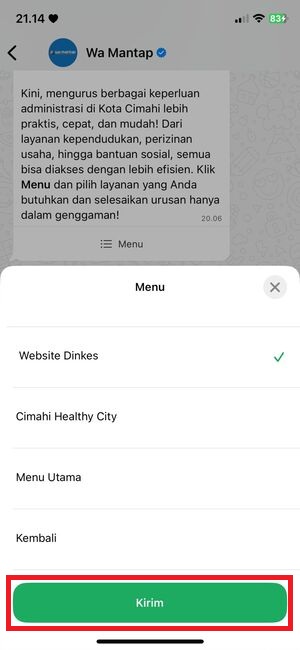 21.14
83
Wa Mantap
Kini, mengurus berbagai keperluan
administrasi di Kota Cimahi lebih
praktis, cepat, dan mudah! Dari
layanan kependudukan, perizinan
usaha, hingga bantuan sosial, semua
bisa diakses dengan lebih efisien. Klik
Menu dan pilih layanan yang Anda
butuhkan dan selesaikan urusan hanya
dalam genggaman!
20.06
Menu
Menu
Website Dinkes
Cimahi Healthy City
Menu Utama
Kembali
Kirim